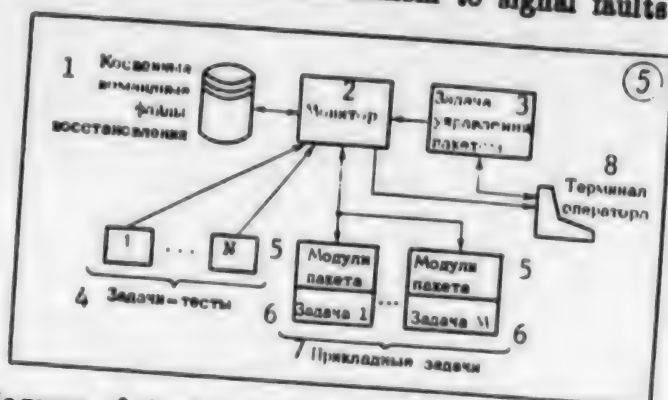 to signal faults
5
1 Косвенные
командные
файлы
восстановления
2
Монитор
Задача 3
управления
пакетом
8
Терминал
оператора
1 ... N 5
4 Задачи-тесты
Модули
пакета
Задача 1
6
...
Модули
пакета
Задача M
5
6
7 Прикладные задачи